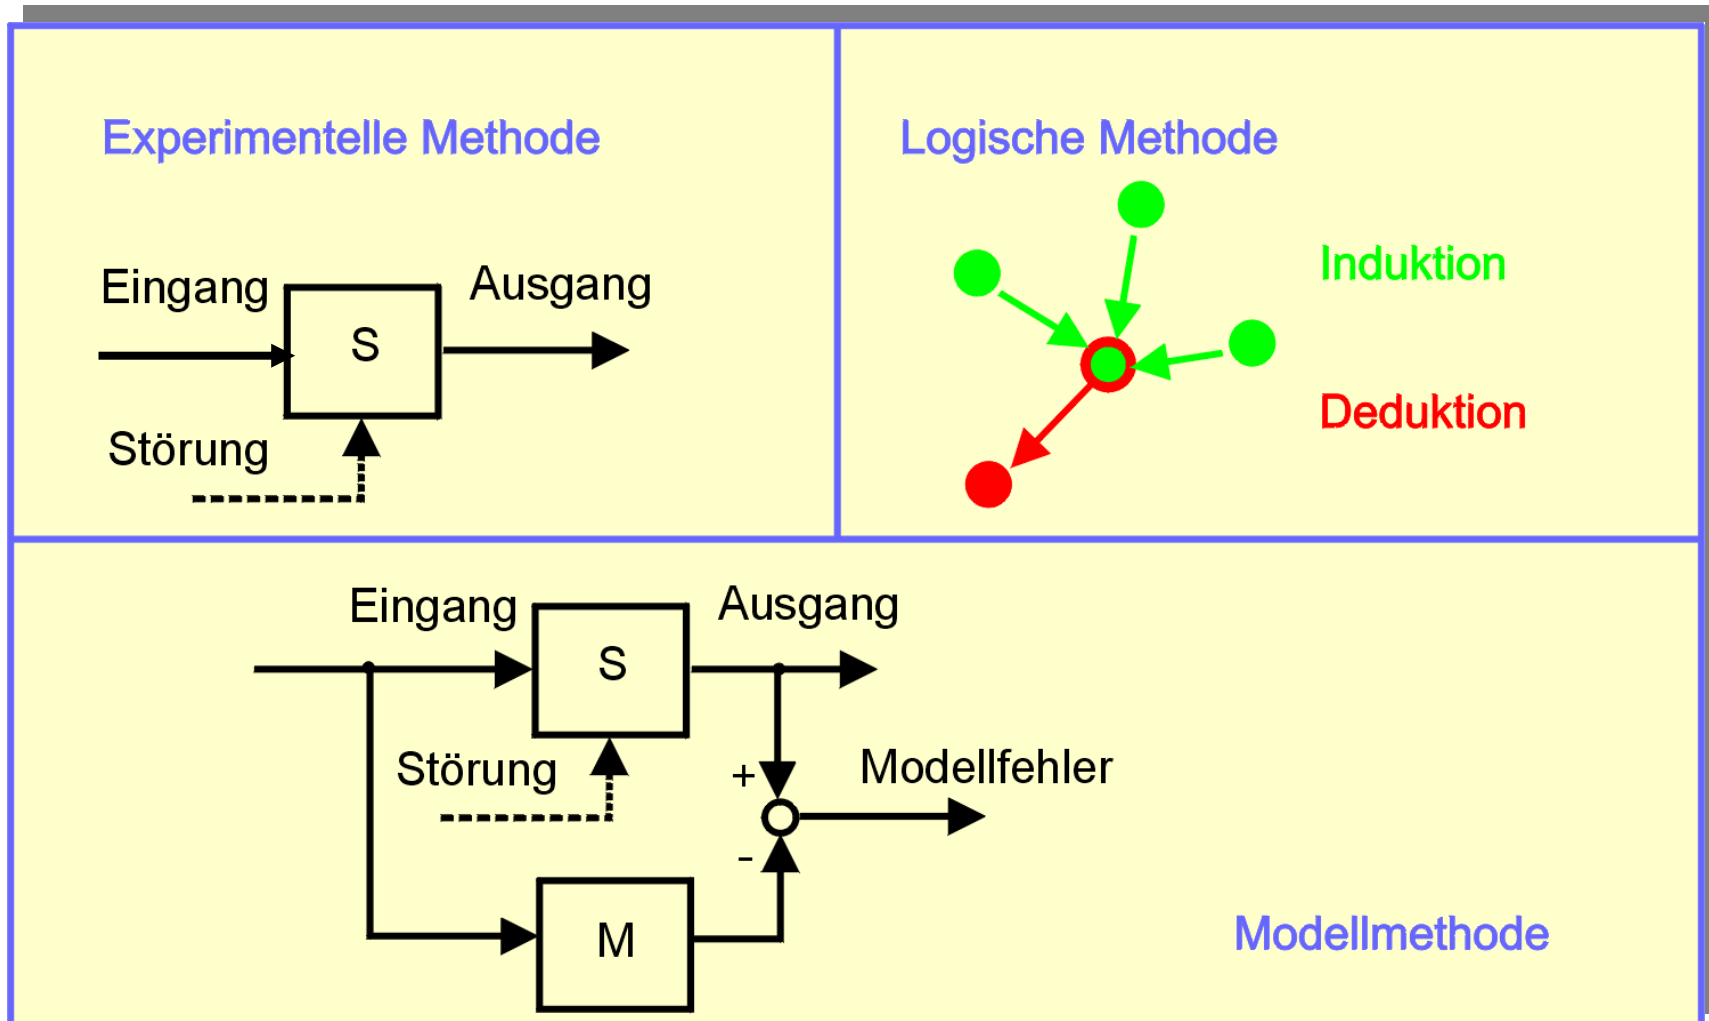 Experimentelle Methode
Eingang
S
Ausgang
Störung
Logische Methode
Induktion
Deduktion
Eingang
S
Ausgang
Störung
+
Modellfehler
-
M
Modellmethode